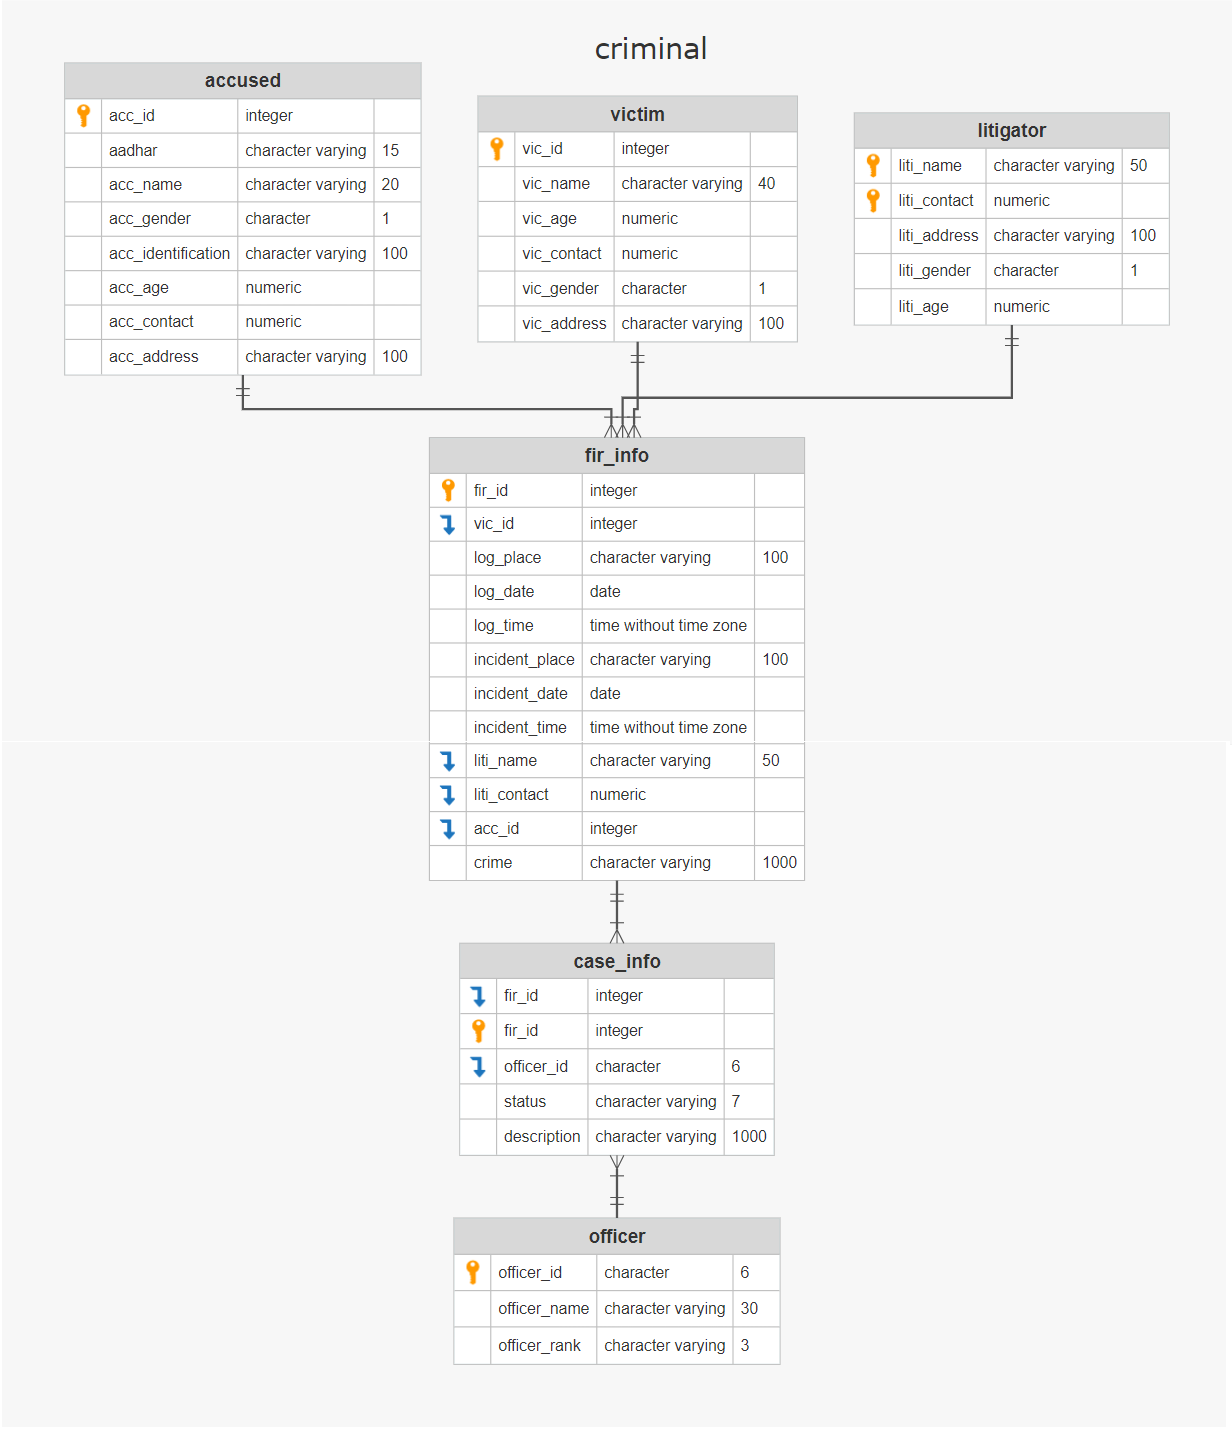 criminal
accused
acc_id integer
aadhar character varying 15
acc_name character varying 20
acc_gender character 1
acc_identification character varying 100
acc_age numeric
acc_contact numeric
acc_address character varying 100
victim
vic_id integer
vic_name character varying 40
vic_age numeric
vic_contact numeric
vic_gender character 1
vic_address character varying 100
litigator
liti_name character varying 50
liti_contact numeric
liti_address character varying 100
liti_gender character 1
liti_age numeric
fir_info
fir_id integer
vic_id integer
log_place character varying 100
log_date date
log_time time without time zone
incident_place character varying 100
incident_date date
incident_time time without time zone
liti_name character varying 50
liti_contact numeric
acc_id integer
crime character varying 1000
case_info
fir_id integer
fir_id integer
officer_id character 6
status character varying 7
description character varying 1000
officer
officer_id character 6
officer_name character varying 30
officer_rank character varying 3